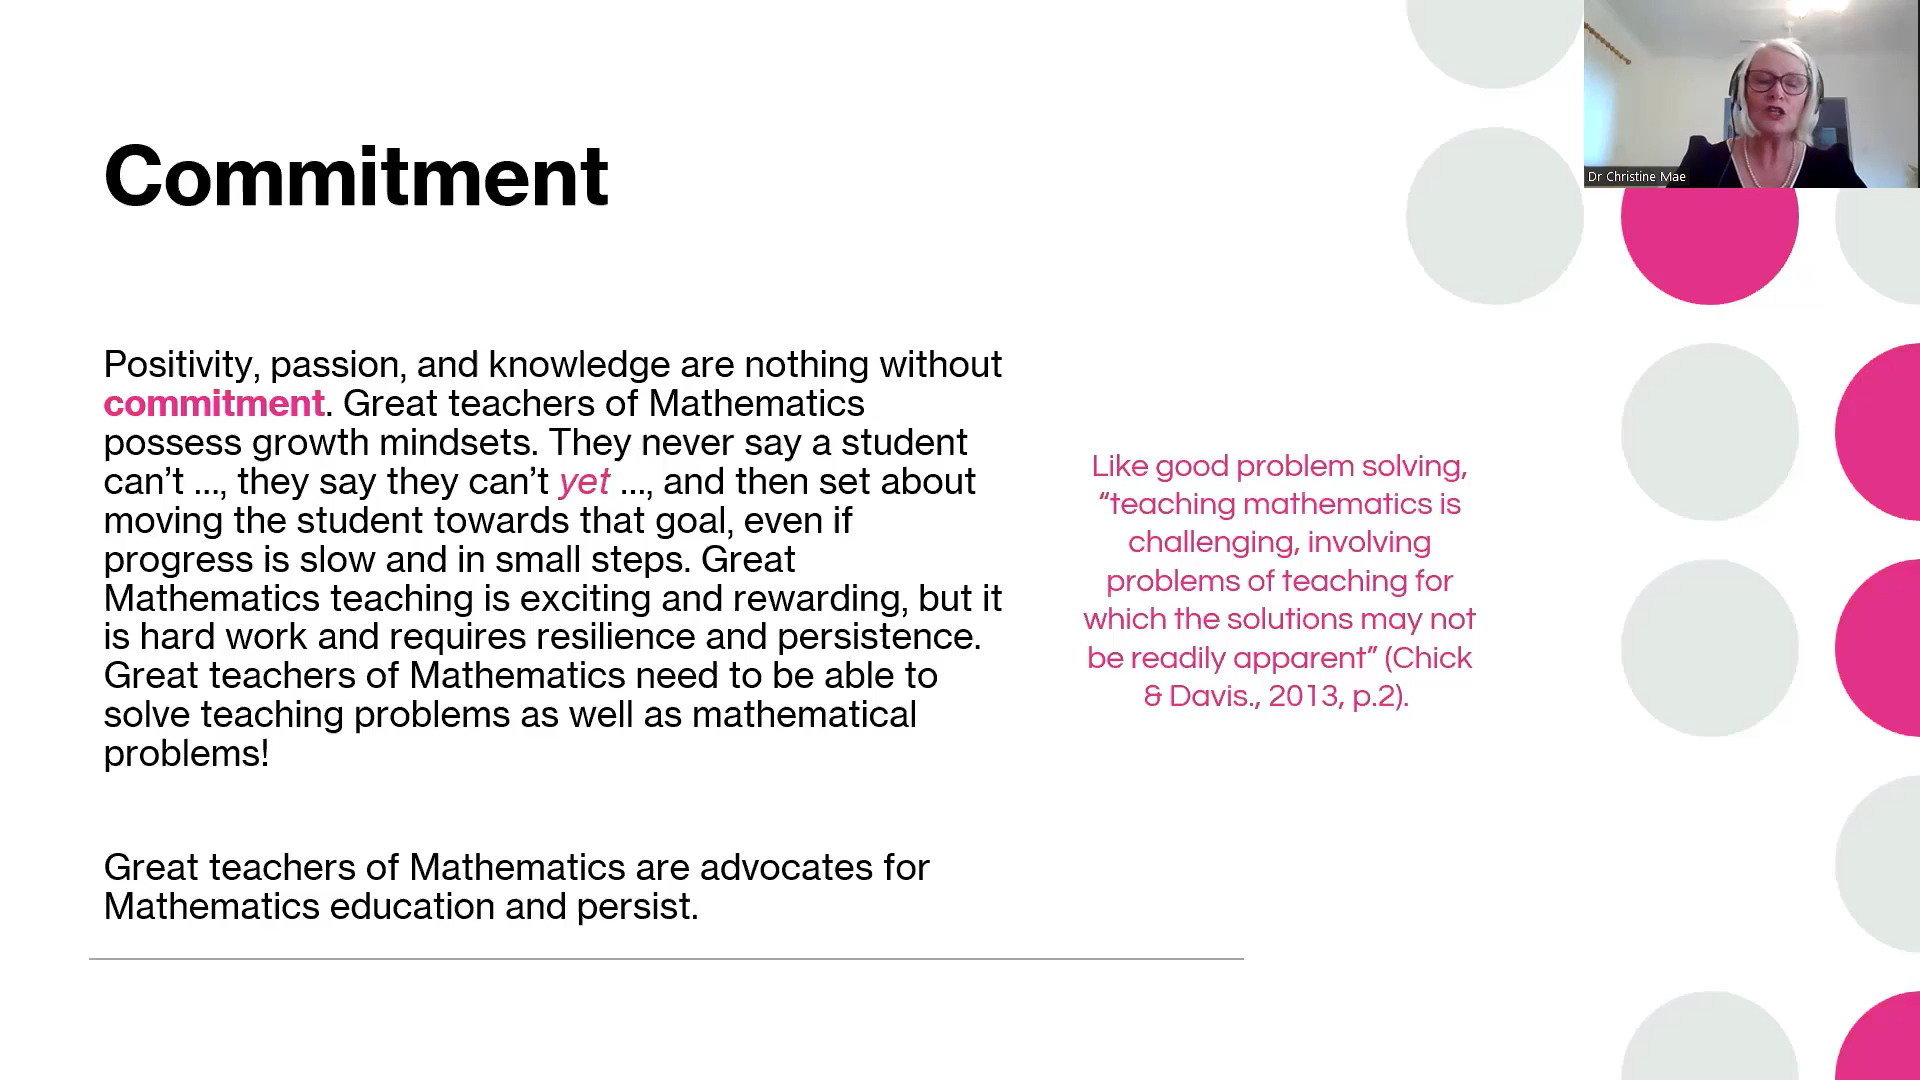 Commitment
Positivity, passion, and knowledge are nothing without
commitment. Great teachers of Mathematics
possess growth mindsets. They never say a student
can’t ..., they say they can’t yet ..., and then set about
moving the student towards that goal, even if
progress is slow and in small steps. Great
Mathematics teaching is exciting and rewarding, but it
is hard work and requires resilience and persistence.
Great teachers of Mathematics need to be able to
solve teaching problems as well as mathematical
problems!
Great teachers of Mathematics are advocates for
Mathematics education and persist.
Like good problem solving,
“teaching mathematics is
challenging, involving
problems of teaching for
which the solutions may not
be readily apparent” (Chick
& Davis., 2013, p.2).
Dr Christine Mae